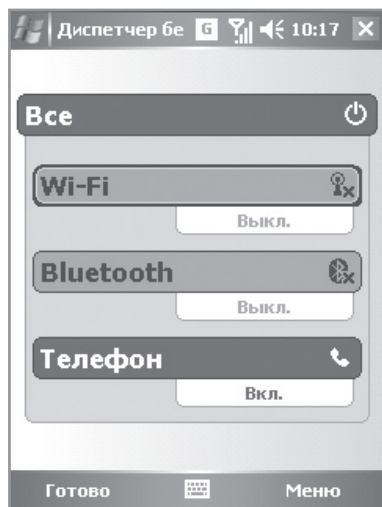 Диспетчер бе G 10:17
Все
Wi-Fi
Выкл.
Bluetooth
Выкл.
Телефон
Вкл.
Готово Меню